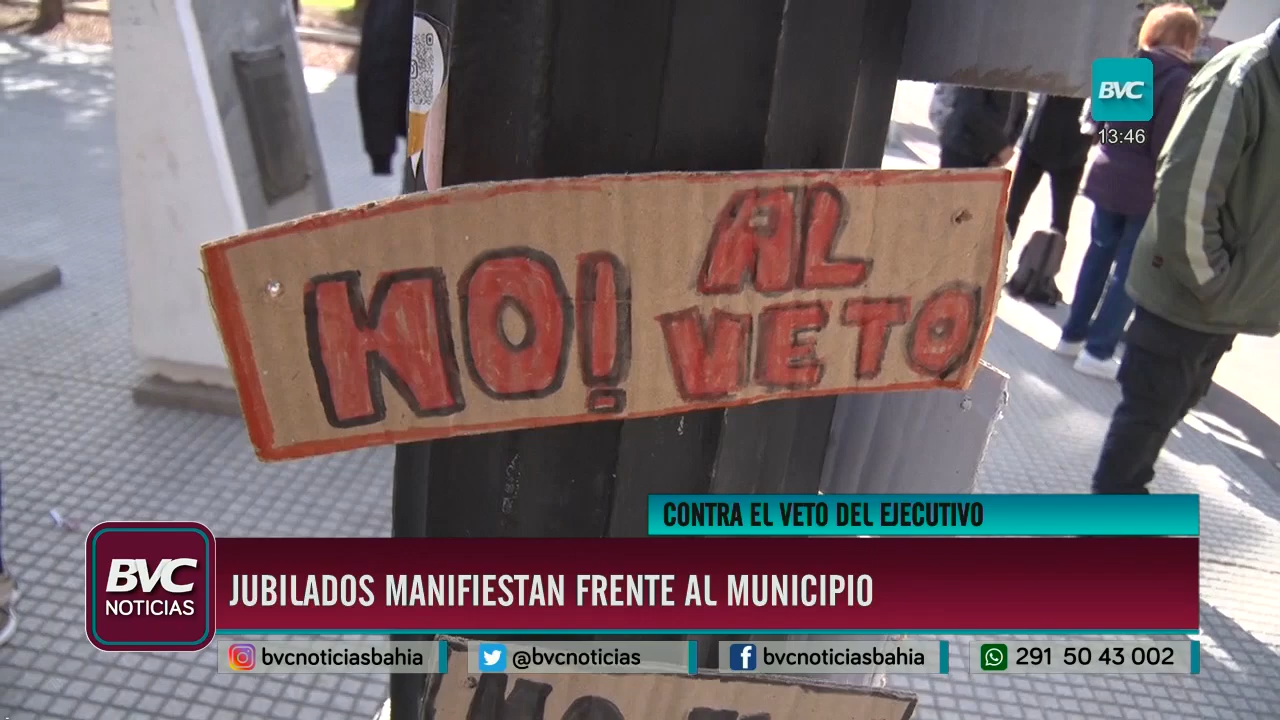 BVC
13:46
NO! AL
VETO
CONTRA EL VETO DEL EJECUTIVO
JUBILADOS MANIFIESTAN FRENTE AL MUNICIPIO
BVC
NOTICIAS
bvcnoticiasbahia
@bvcnoticias
bvcnoticiasbahia
291 50 43 002